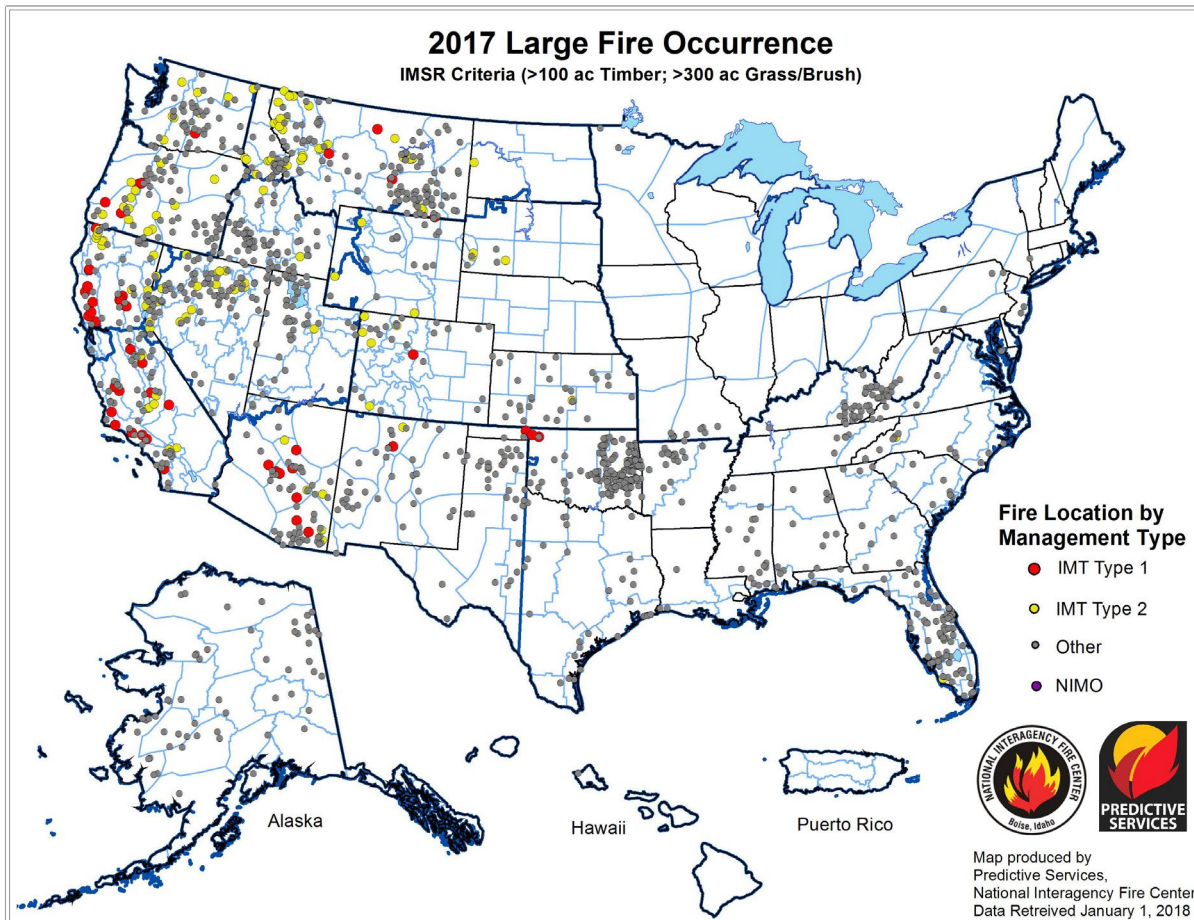 2017 Large Fire Occurrence
IMSR Criteria (>100 ac Timber; >300 ac Grass/Brush)
Fire Location by
Management Type
IMT Type 1
IMT Type 2
Other
NIMO
Alaska
Hawaii
Puerto Rico
NATIONAL INTERAGENCY FIRE CENTER
Boise, Idaho
PREDICTIVE
SERVICES
Map produced by
Predictive Services,
National Interagency Fire Center
Data Retreived January 1, 2018